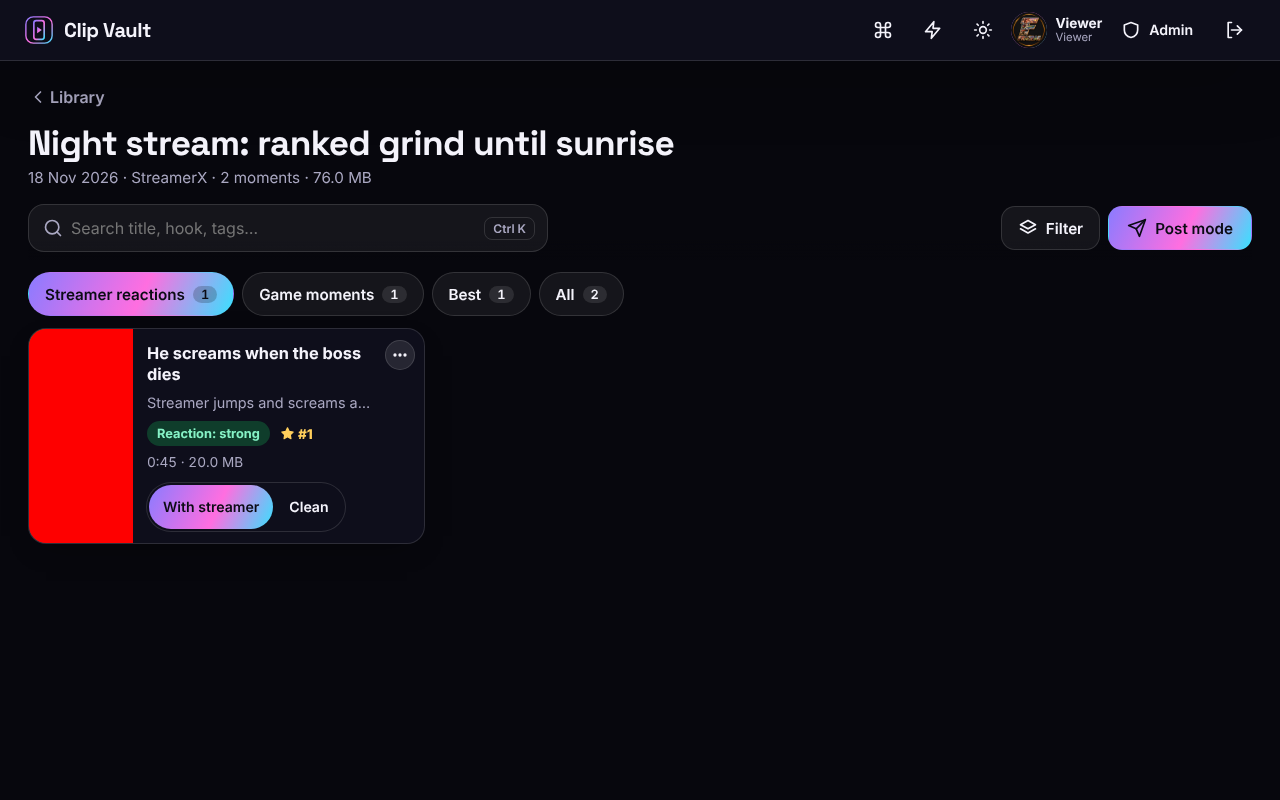 Clip Vault
Viewer
Viewer
Admin
Library
Night stream: ranked grind until sunrise
18 Nov 2026 · StreamerX · 2 moments · 76.0 MB
Search title, hook, tags...
Ctrl K
Filter
Post mode
Streamer reactions 1
Game moments 1
Best 1
All 2
He screams when the boss
dies
Streamer jumps and screams a...
Reaction: strong
#1
0:45 · 20.0 MB
With streamer
Clean